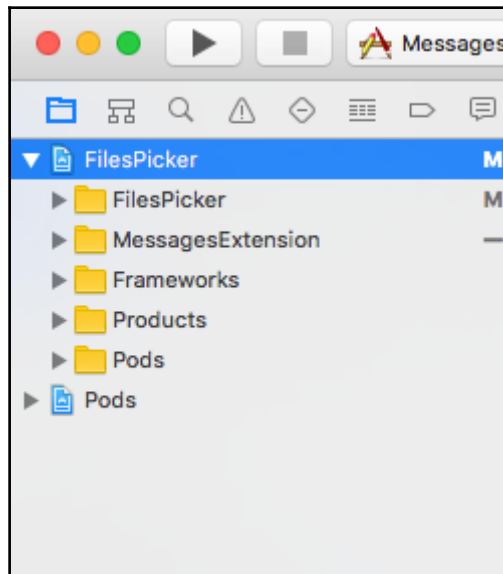 Messages
FilesPicker M
FilesPicker M
MessagesExtension —
Frameworks
Products
Pods
Pods